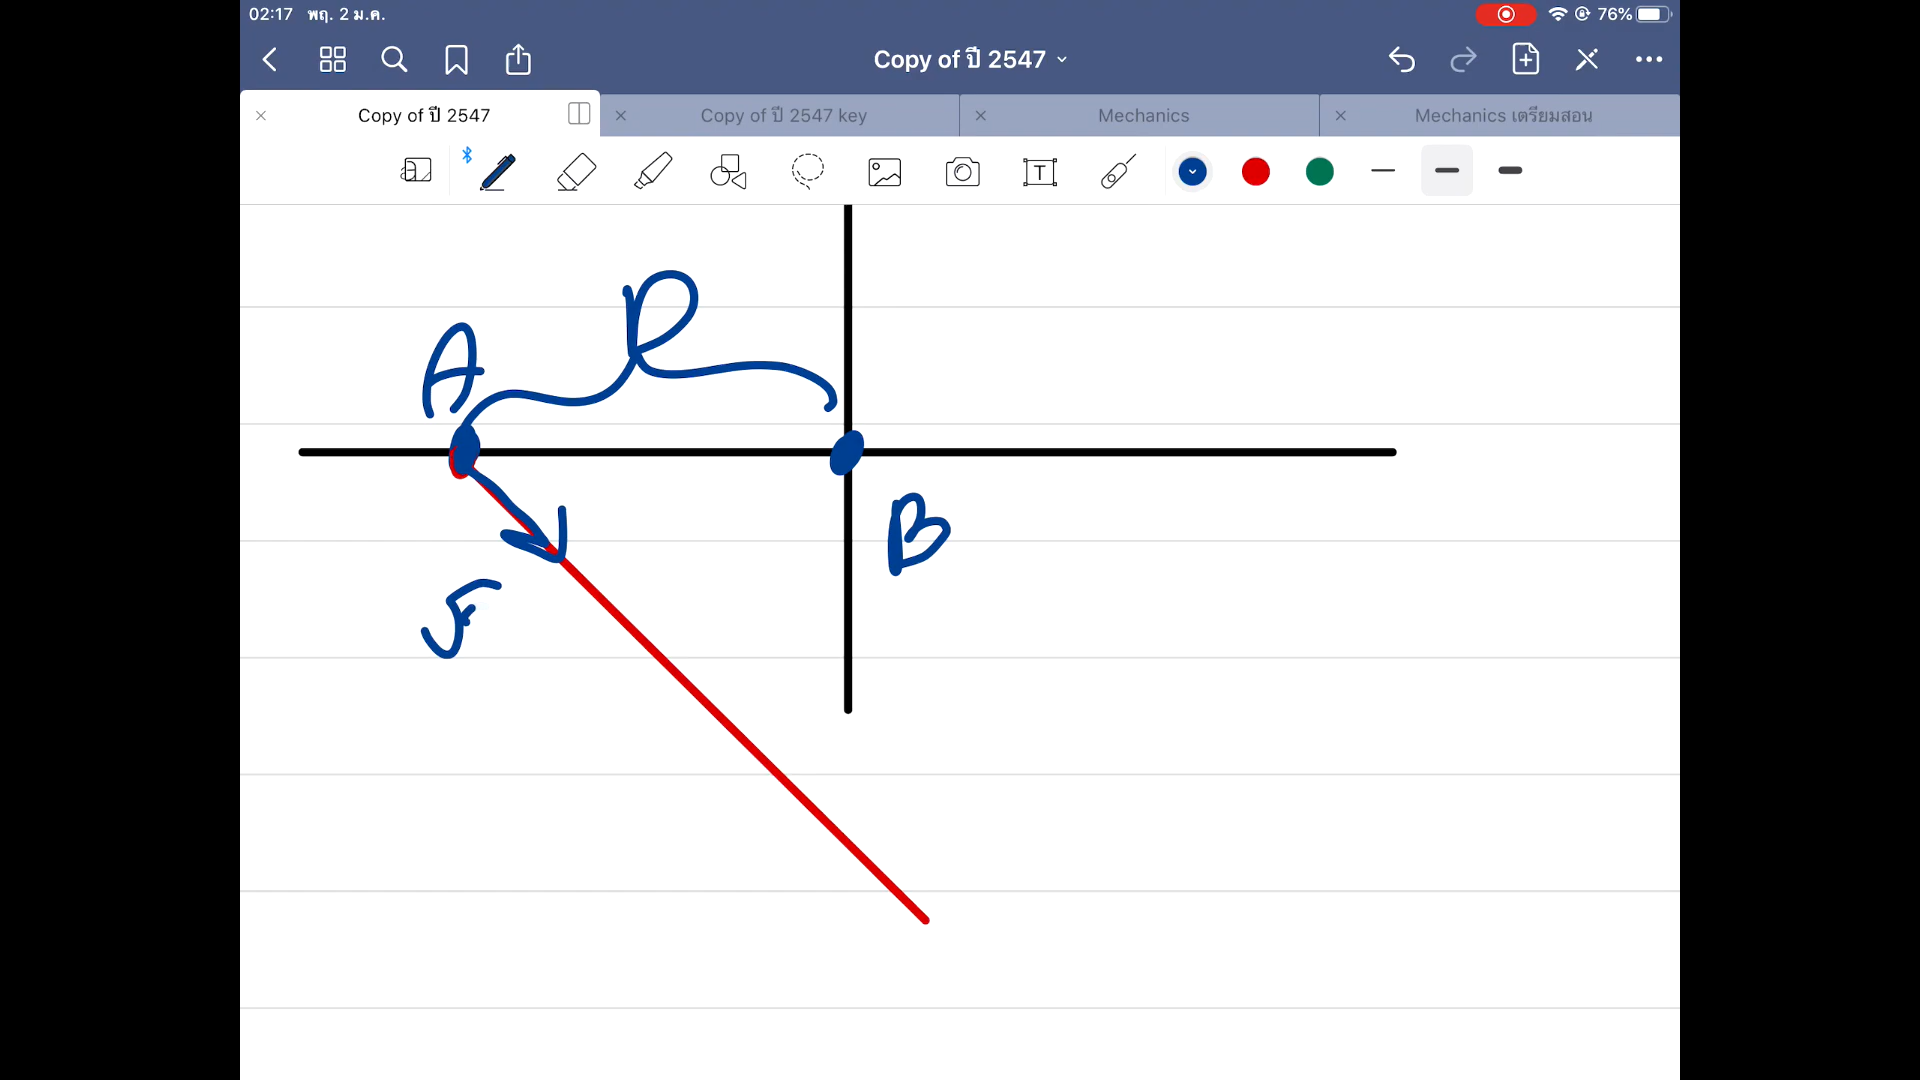 02:17 พฤ. 2 ม.ค. 76%
Copy of ปี 2547
Copy of ปี 2547 Copy of ปี 2547 key Mechanics Mechanics เตรียมสอน
T
A
B